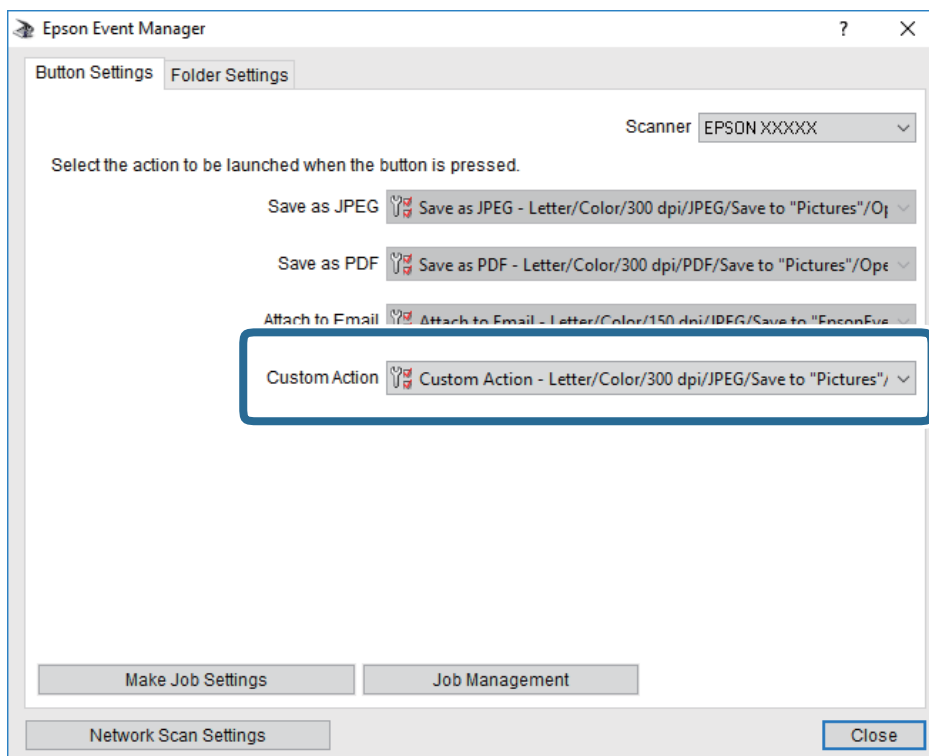 Epson Event Manager
Button Settings Folder Settings
Scanner EPSON XXXXX
Select the action to be launched when the button is pressed.
Save as JPEG Save as JPEG - Letter/Color/300 dpi/JPEG/Save to "Pictures"/Op
Save as PDF Save as PDF - Letter/Color/300 dpi/PDF/Save to "Pictures"/Ope
Attach to Email Attach to Email - Letter/Color/150 dpi/JPEG/Save to "EpsonEve
Custom Action Custom Action - Letter/Color/300 dpi/JPEG/Save to "Pictures"/
Make Job Settings Job Management
Network Scan Settings Close